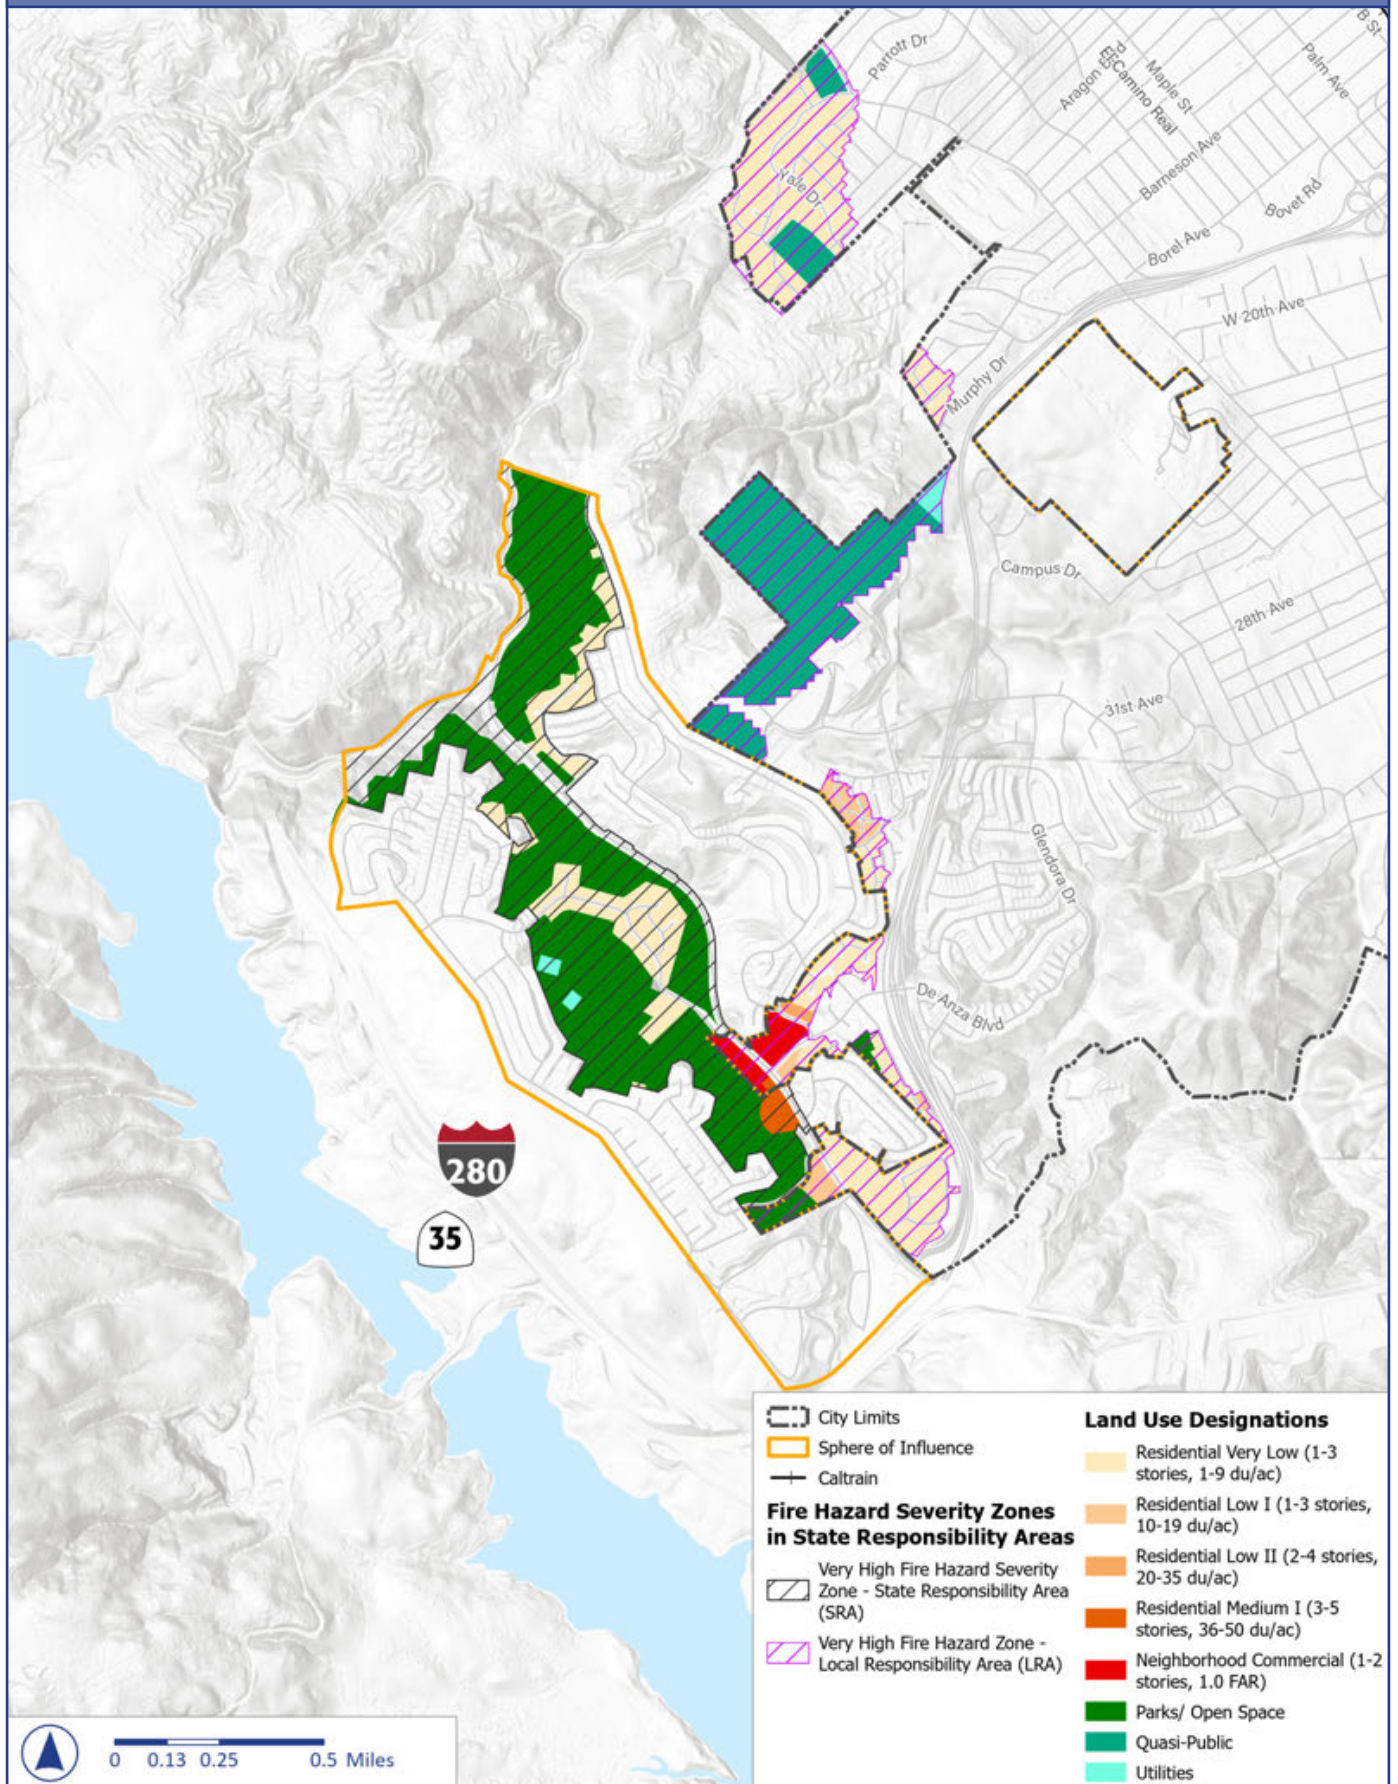 B St
Parrott Dr
Palm Ave
Maple St
El Camino Real
Barneson Ave
Yale Dr
Bovet Rd
Borel Ave
W 20th Ave
Murphy Dr
Campus Dr
28th Ave
31st Ave
Glendora Dr
De Anza Blvd
280
35
City Limits
Sphere of Influence
Caltrain
Fire Hazard Severity Zones
in State Responsibility Areas
Very High Fire Hazard Severity
Zone - State Responsibility Area
(SRA)
Very High Fire Hazard Zone -
Local Responsibility Area (LRA)
Land Use Designations
Residential Very Low (1-3
stories, 1-9 du/ac)
Residential Low I (1-3 stories,
10-19 du/ac)
Residential Low II (2-4 stories,
20-35 du/ac)
Residential Medium I (3-5
stories, 36-50 du/ac)
Neighborhood Commercial (1-2
stories, 1.0 FAR)
Parks/ Open Space
Quasi-Public
Utilities
0 0.13 0.25 0.5 Miles